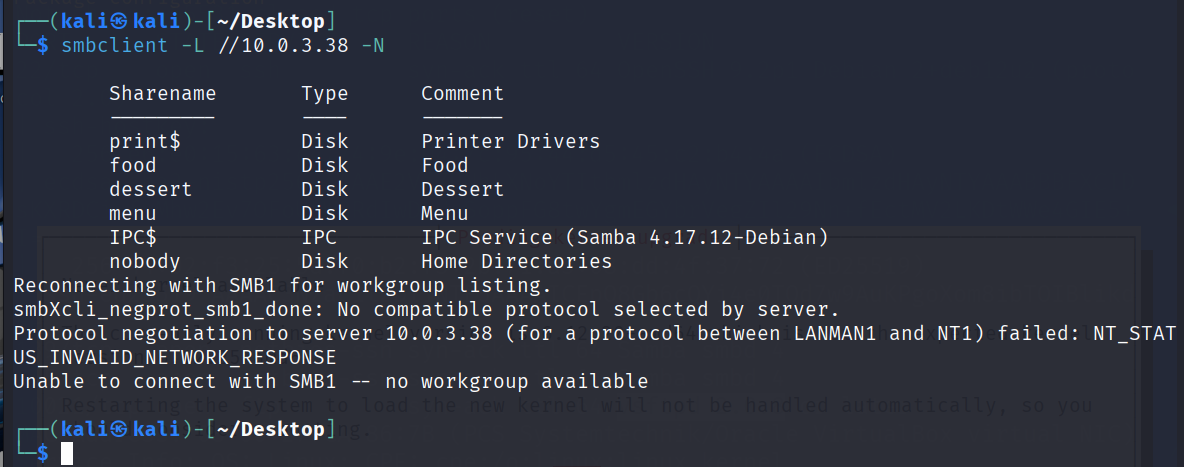 ┌──(kali㉿kali)-[~/Desktop]
└─$ smbclient -L //10.0.3.38 -N
Sharename Type Comment
--------- ---- -------
print$ Disk Printer Drivers
food Disk Food
dessert Disk Dessert
menu Disk Menu
IPC$ IPC IPC Service (Samba 4.17.12-Debian)
nobody Disk Home Directories
Reconnecting with SMB1 for workgroup listing.
smbXcli_negprot_smb1_done: No compatible protocol selected by server.
Protocol negotiation to server 10.0.3.38 (for a protocol between LANMAN1 and NT1) failed: NT_STAT
US_INVALID_NETWORK_RESPONSE
Unable to connect with SMB1 -- no workgroup available
Restarting the system to load the new kernel will not be handled automatically, so you
┌──(kali㉿kali)-[~/Desktop]
└─$